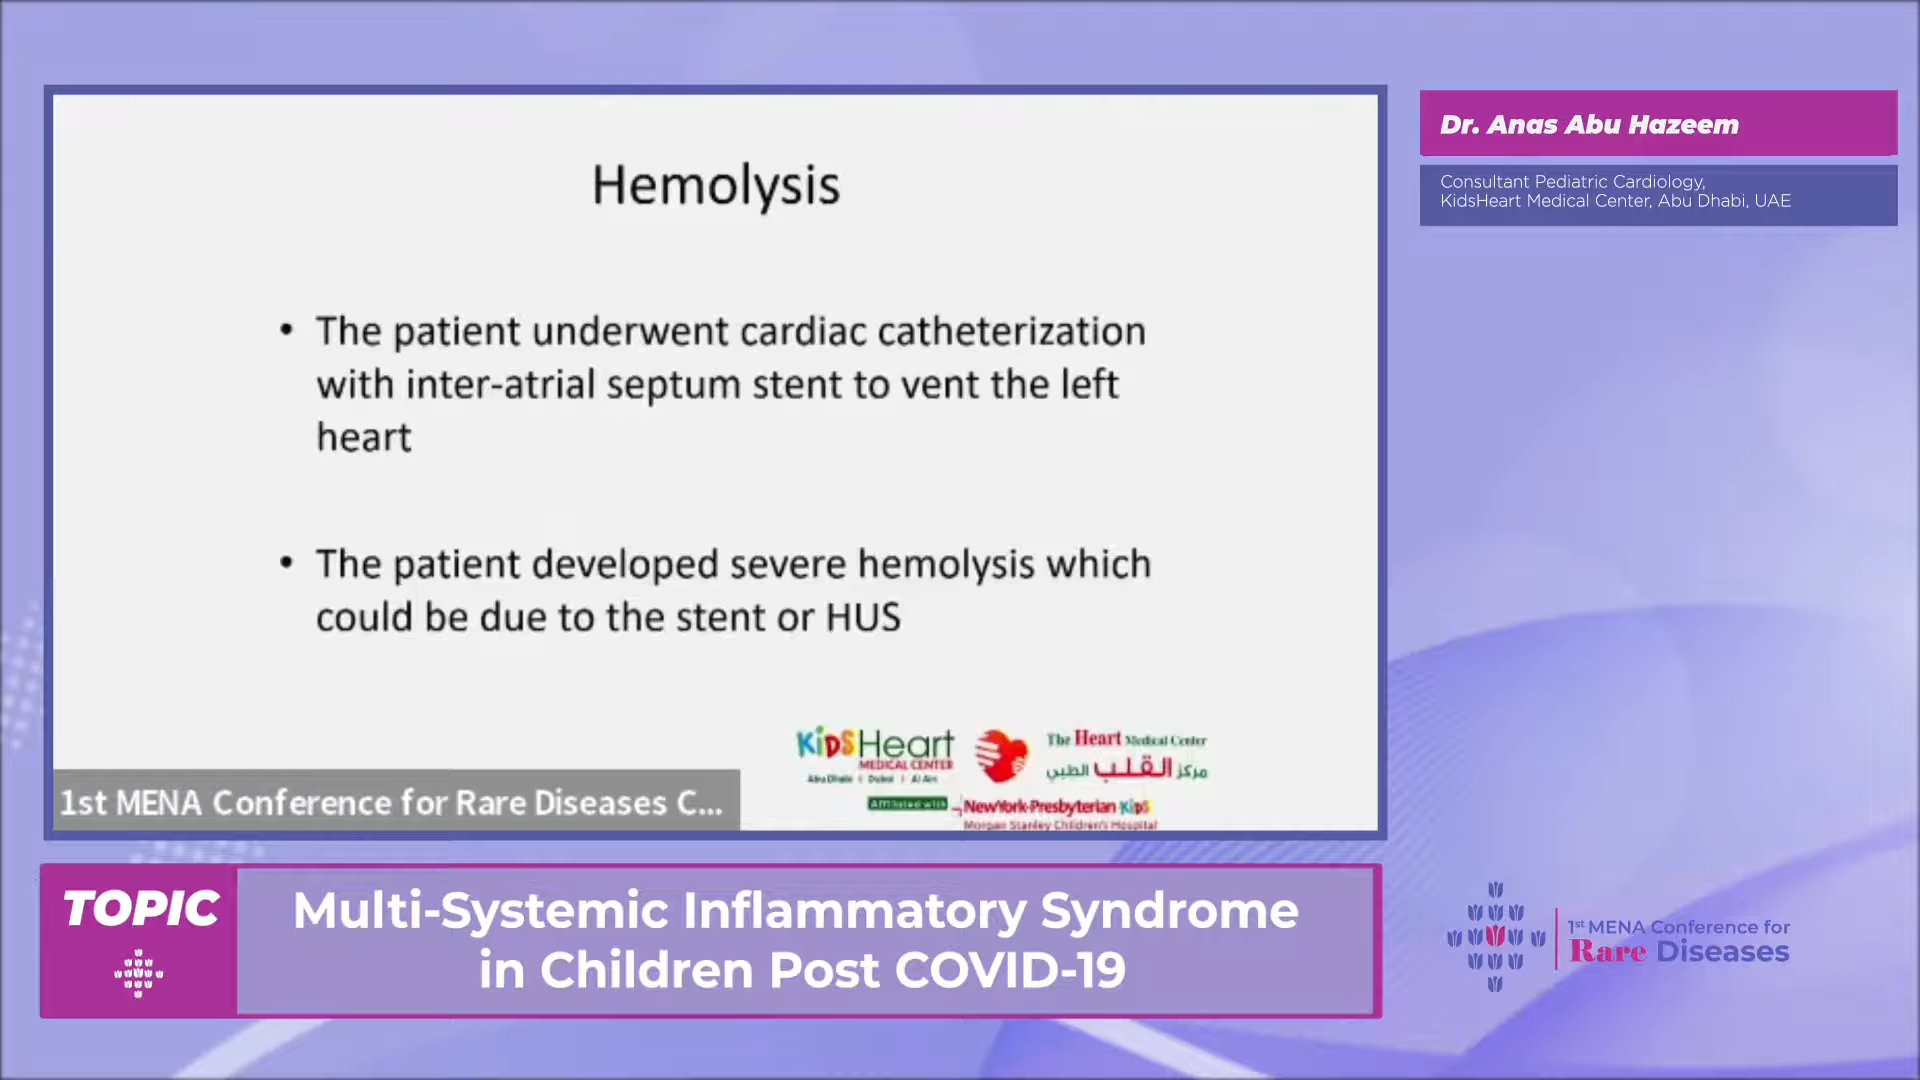 Hemolysis
• The patient underwent cardiac catheterization
with inter-atrial septum stent to vent the left
heart
• The patient developed severe hemolysis which
could be due to the stent or HUS
KiDSHeart
MEDICAL CENTER
Abu Dhabi | Dubai | Al Ain
The Heart Medical Center
مركز القلب الطبي
Affiliated with
NewYork-Presbyterian Kids
Morgan Stanley Children's Hospital
1st MENA Conference for Rare Diseases C...
Dr. Anas Abu Hazeem
Consultant Pediatric Cardiology,
KidsHeart Medical Center, Abu Dhabi, UAE
TOPIC
Multi-Systemic Inflammatory Syndrome
in Children Post COVID-19
1st MENA Conference for
Rare Diseases